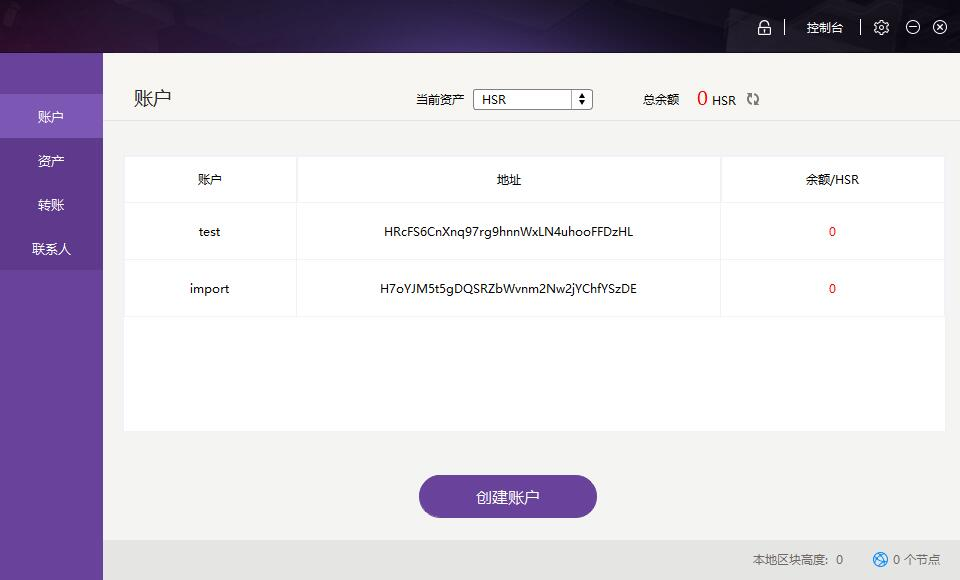 控制台
账户
资产
转账
联系人
账户 当前资产 HSR 总余额 0 HSR
账户 地址 余额/HSR
test HRcFS6CnXnq97rg9hnnWxLN4uhooFFDzHL 0
import H7oYJM5t5gDQSRZbWvnm2Nw2jYChfYSzDE 0
创建账户
本地区块高度: 0 0 个节点